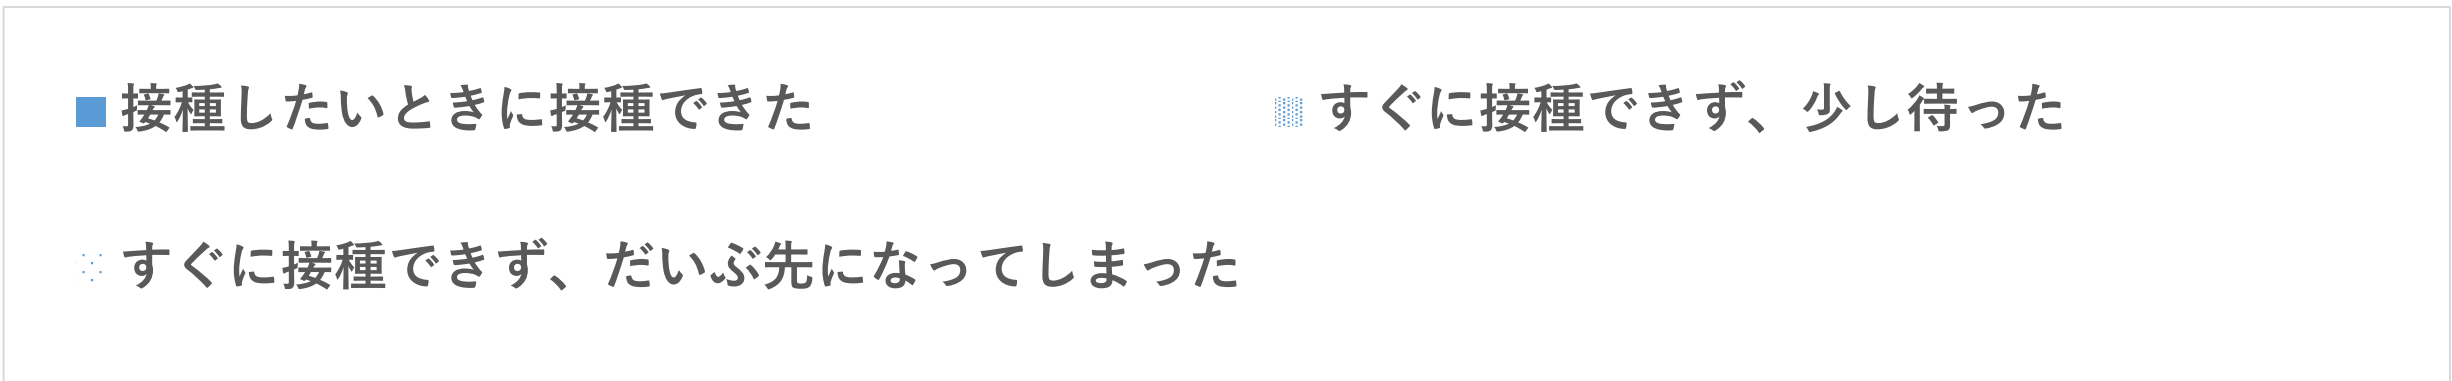 接種したいときに接種できた
すぐに接種できず、少し待った
すぐに接種できず、だいぶ先になってしまった